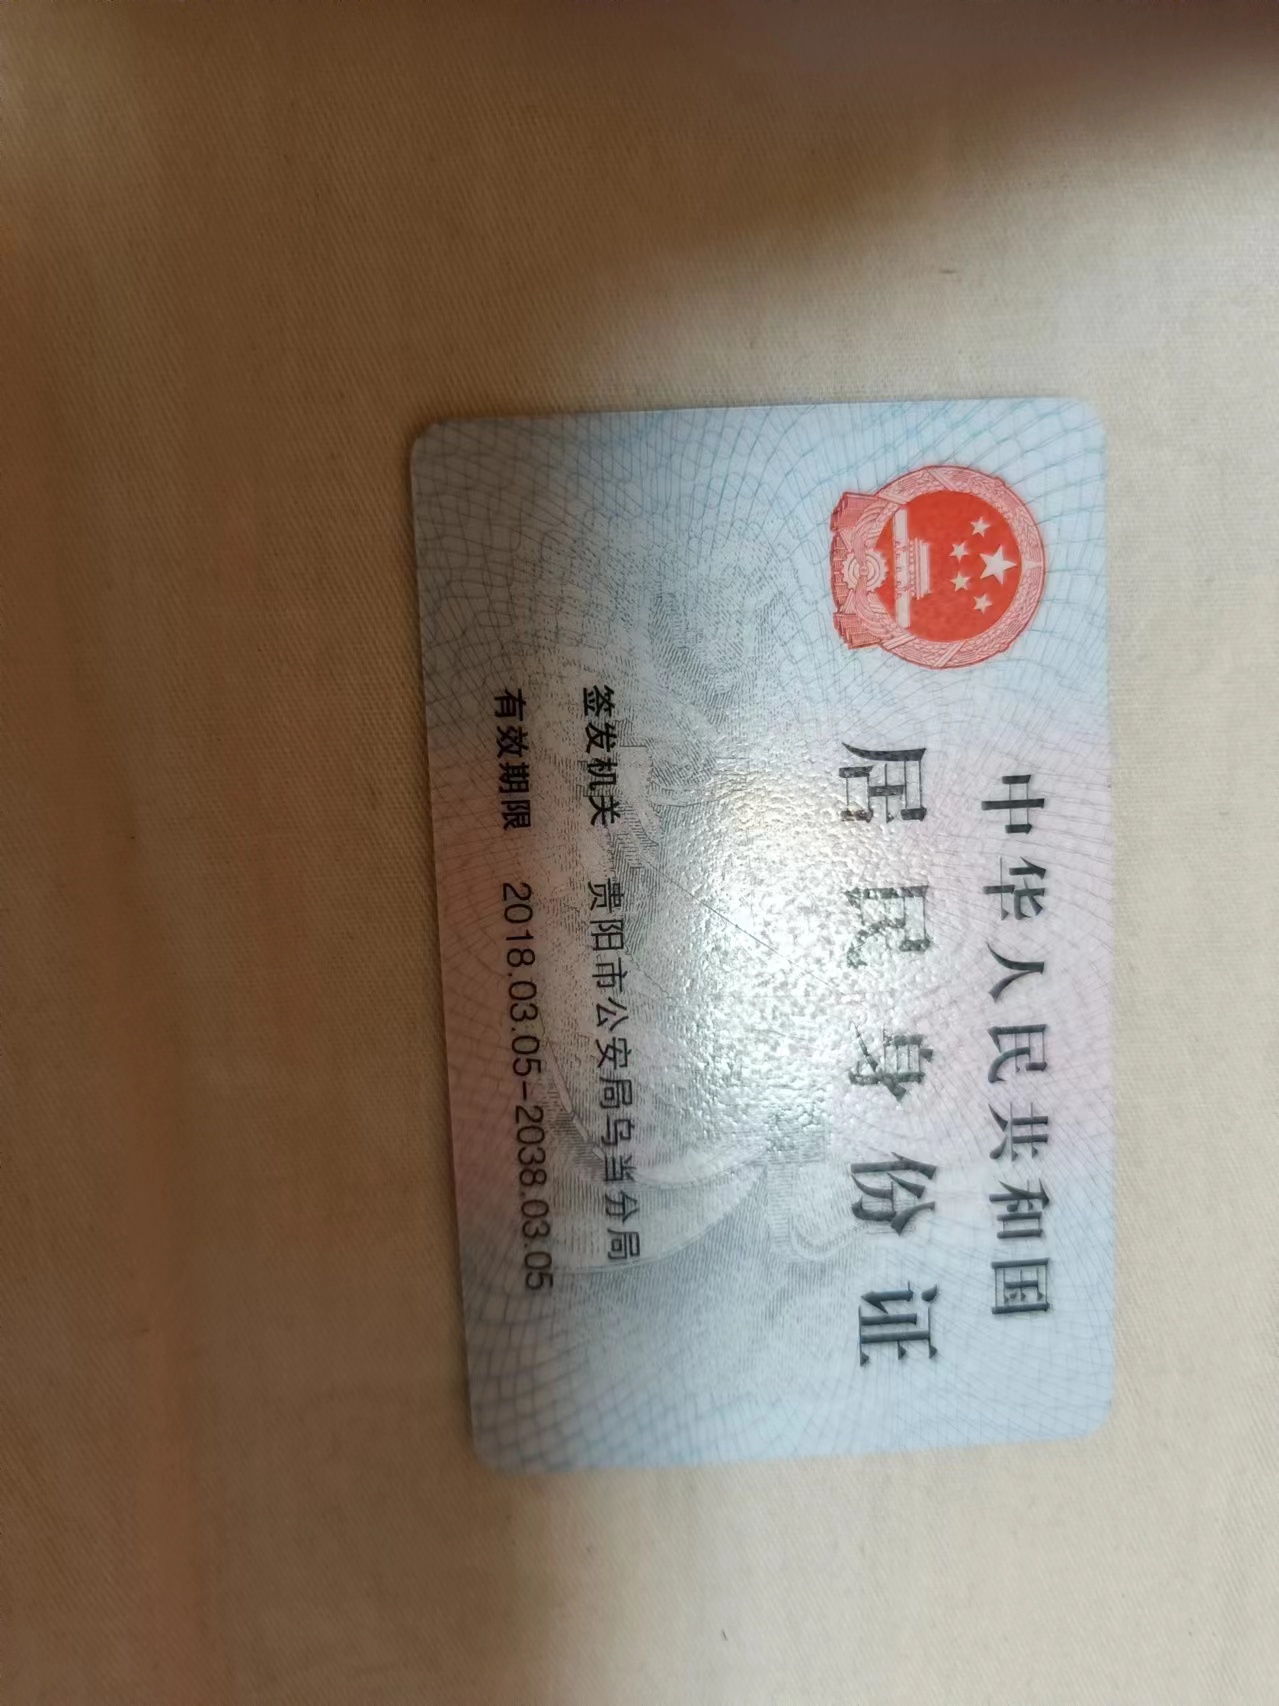 中华人民共和国
居民身份证
签发机关 贵阳市公安局乌当分局
有效期限 2018.03.05-2038.03.05